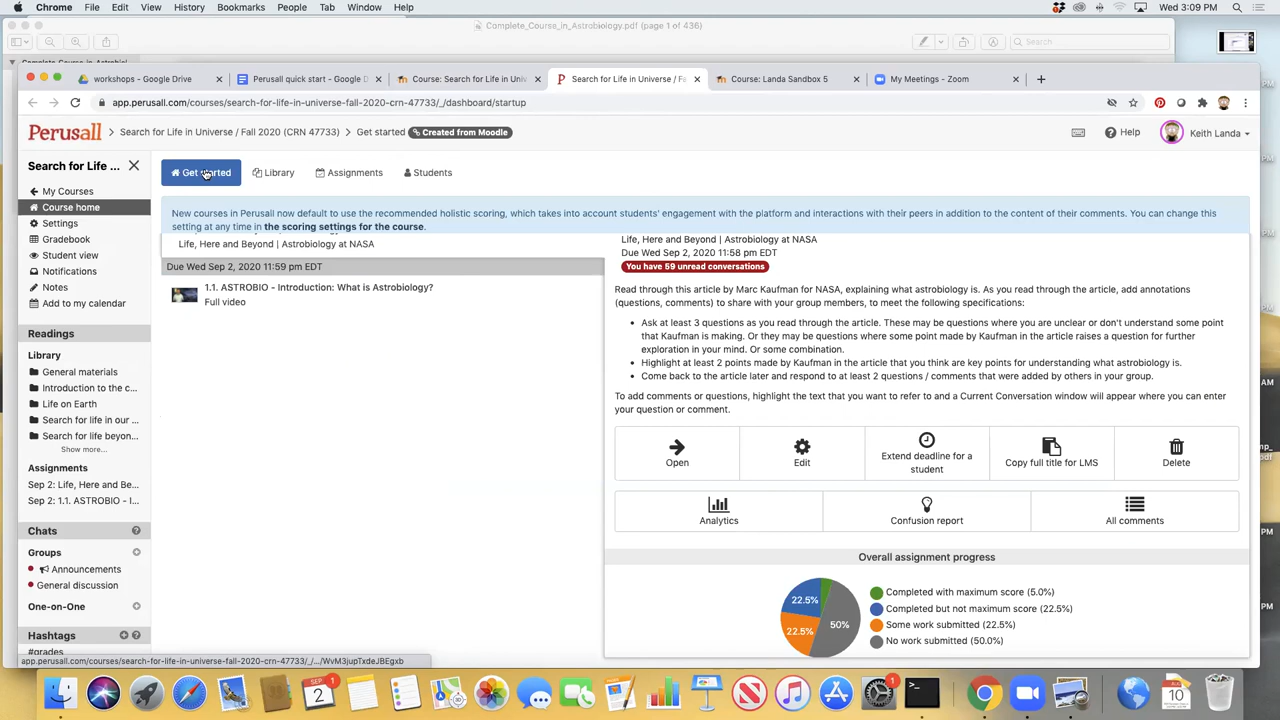 Chrome File Edit View History Bookmarks People Tab Window Help Wed 3:09 PM
Complete_Course_in_Astrobiology.pdf (page 1 of 436)
Search
workshops - Google Drive
Perusall quick start - Google D
Course: Search for Life in Uni
Search for Life in Universe / Fa
Course: Landa Sandbox 5
My Meetings - Zoom
app.perusall.com/courses/search-for-life-in-universe-fall-2020-crn-47733/_/dashboard/startup
Perusall
Search for Life in Universe / Fall 2020 (CRN 47733)
Get started
Created from Moodle
Help
Keith Landa
Search for Life ...
My Courses
Course home
Settings
Gradebook
Student view
Notifications
Notes
Add to my calendar
Readings
Library
General materials
Introduction to the c...
Life on Earth
Search for life in our ...
Search for life beyon...
Show more...
Assignments
Sep 2: Life, Here and Be...
Sep 2: 1.1. ASTROBIO - I...
Chats
Groups
Announcements
General discussion
One-on-One
Hashtags
#grades
Get started
Library
Assignments
Students
New courses in Perusall now default to use the recommended holistic scoring, which takes into account students' engagement with the platform and interactions with their peers in addition to the content of their comments. You can change this
setting at any time in the scoring settings for the course.
Life, Here and Beyond | Astrobiology at NASA
Due Wed Sep 2, 2020 11:59 pm EDT
1.1. ASTROBIO - Introduction: What is Astrobiology?
Full video
Life, Here and Beyond | Astrobiology at NASA
Due Wed Sep 2, 2020 11:58 pm EDT
You have 59 unread conversations
Read through this article by Marc Kaufman for NASA, explaining what astrobiology is. As you read through the article, add annotations
(questions, comments) to share with your group members, to meet the following specifications:
• Ask at least 3 questions as you read through the article. These may be questions where you are unclear or don't understand some point
that Kaufman is making. Or they may be questions where some point made by Kaufman in the article raises a question for further
exploration in your mind. Or some combination.
• Highlight at least 2 points made by Kaufman in the article that you think are key points for understanding what astrobiology is.
• Come back to the article later and respond to at least 2 questions / comments that were added by others in your group.
To add comments or questions, highlight the text that you want to refer to and a Current Conversation window will appear where you can enter
your question or comment.
Open
Edit
Extend deadline for a
student
Copy full title for LMS
Delete
Analytics
Confusion report
All comments
Overall assignment progress
22.5%
22.5%
50%
Completed with maximum score (5.0%)
Completed but not maximum score (22.5%)
Some work submitted (22.5%)
No work submitted (50.0%)
app.perusall.com/courses/search-for-life-in-universe-fall-2020-crn-47733/_/.../WvM3jupTxdeJBEgxb
SEP
2
1
1
10